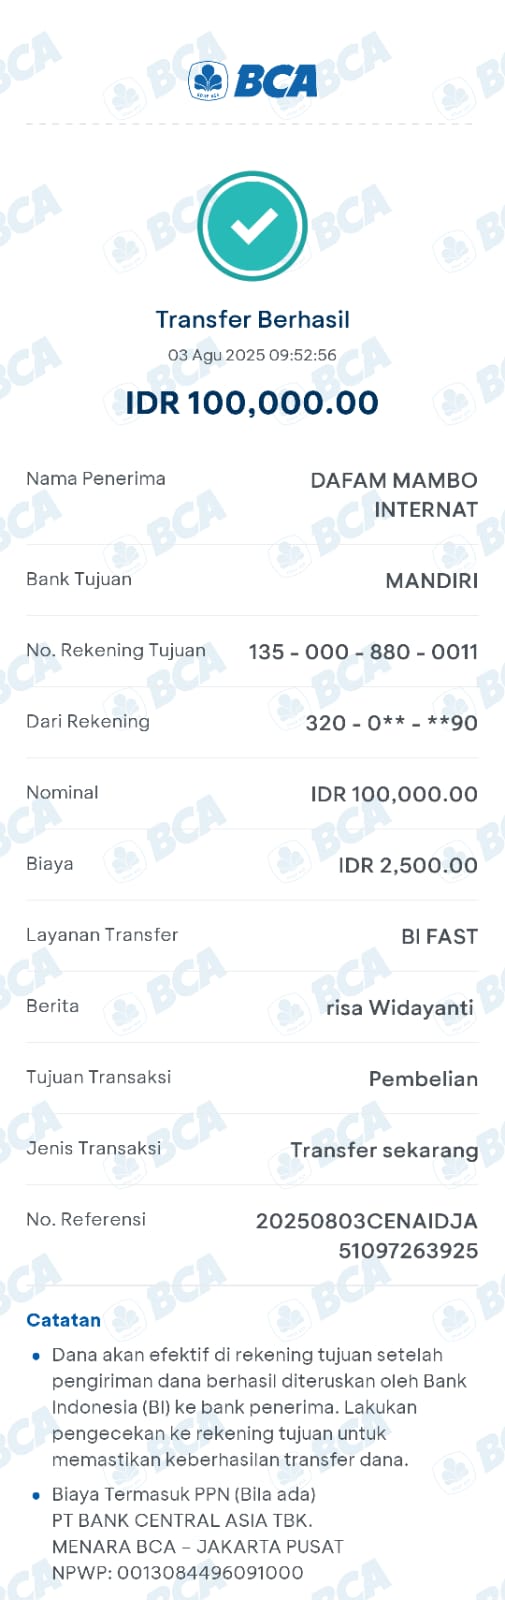 BCA
Transfer Berhasil
03 Agu 2025 09:52:56
IDR 100,000.00
Nama Penerima DAFAM MAMBO
INTERNAT
Bank Tujuan MANDIRI
No. Rekening Tujuan 135 - 000 - 880 - 0011
Dari Rekening 320 - 0** - **90
Nominal IDR 100,000.00
Biaya IDR 2,500.00
Layanan Transfer BI FAST
Berita risa Widayanti
Tujuan Transaksi Pembelian
Jenis Transaksi Transfer sekarang
No. Referensi 20250803CENAIDJA
51097263925
Catatan
• Dana akan efektif di rekening tujuan setelah
pengiriman dana berhasil diteruskan oleh Bank
Indonesia (BI) ke bank penerima. Lakukan
pengecekan ke rekening tujuan untuk
memastikan keberhasilan transfer dana.
• Biaya Termasuk PPN (Bila ada)
PT BANK CENTRAL ASIA TBK.
MENARA BCA – JAKARTA PUSAT
NPWP: 0013084496091000